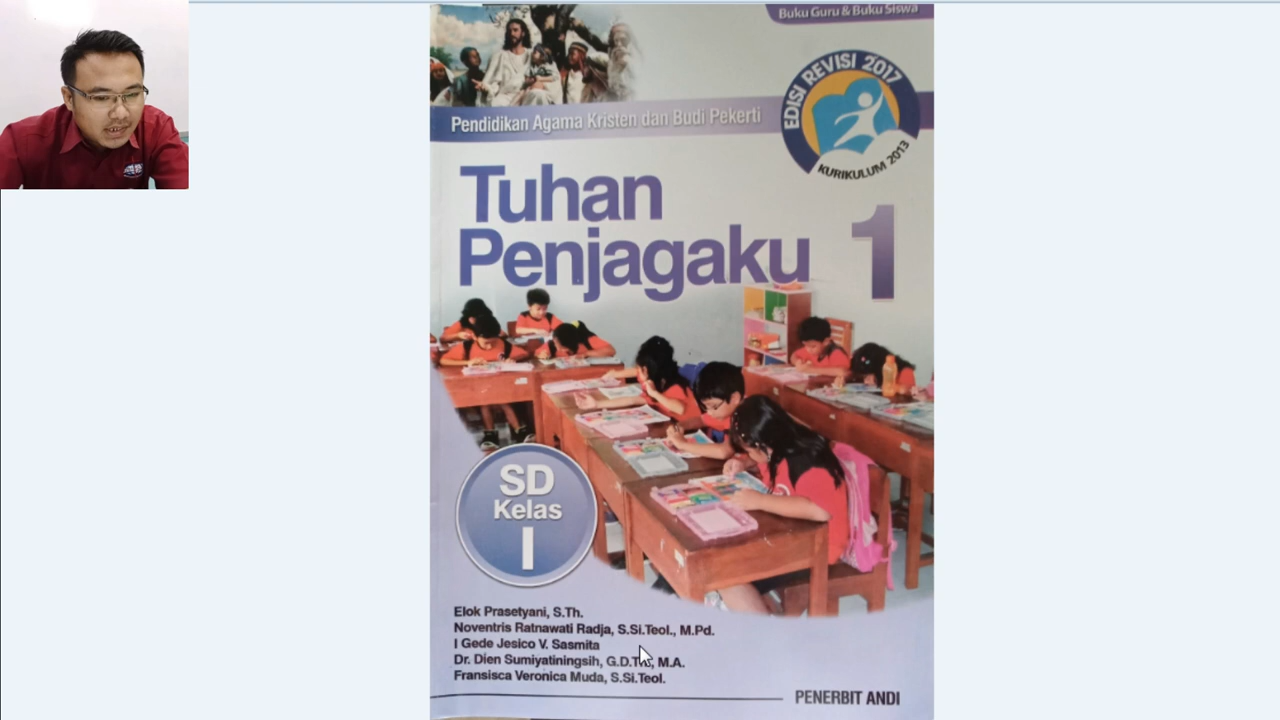 Buku Guru & Buku Siswa
EDISI REVISI 2017
KURIKULUM 2013
Pendidikan Agama Kristen dan Budi Pekerti
Tuhan
Penjagaku 1
SD
Kelas
I
Elok Prasetyani, S.Th.
Noventris Ratnawati Radja, S.Si.Teol., M.Pd.
I Gede Jesico V. Sasmita
Dr. Dien Sumiyatiningsih, G.D.Th., M.A.
Fransisca Veronica Muda, S.Si.Teol.
PENERBIT ANDI